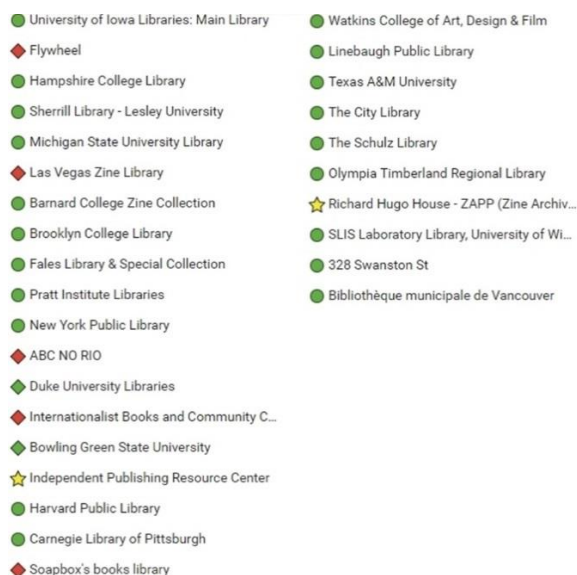 University of Iowa Libraries: Main Library
Flywheel
Hampshire College Library
Sherrill Library - Lesley University
Michigan State University Library
Las Vegas Zine Library
Barnard College Zine Collection
Brooklyn College Library
Fales Library & Special Collection
Pratt Institute Libraries
New York Public Library
ABC NO RIO
Duke University Libraries
Internationalist Books and Community C...
Bowling Green State University
Independent Publishing Resource Center
Harvard Public Library
Carnegie Library of Pittsburgh
Soapbox's books library
Watkins College of Art, Design & Film
Linebaugh Public Library
Texas A&M University
The City Library
The Schulz Library
Olympia Timberland Regional Library
Richard Hugo House - ZAPP (Zine Archiv...
SLIS Laboratory Library, University of Wi...
328 Swanston St
Bibliothèque municipale de Vancouver